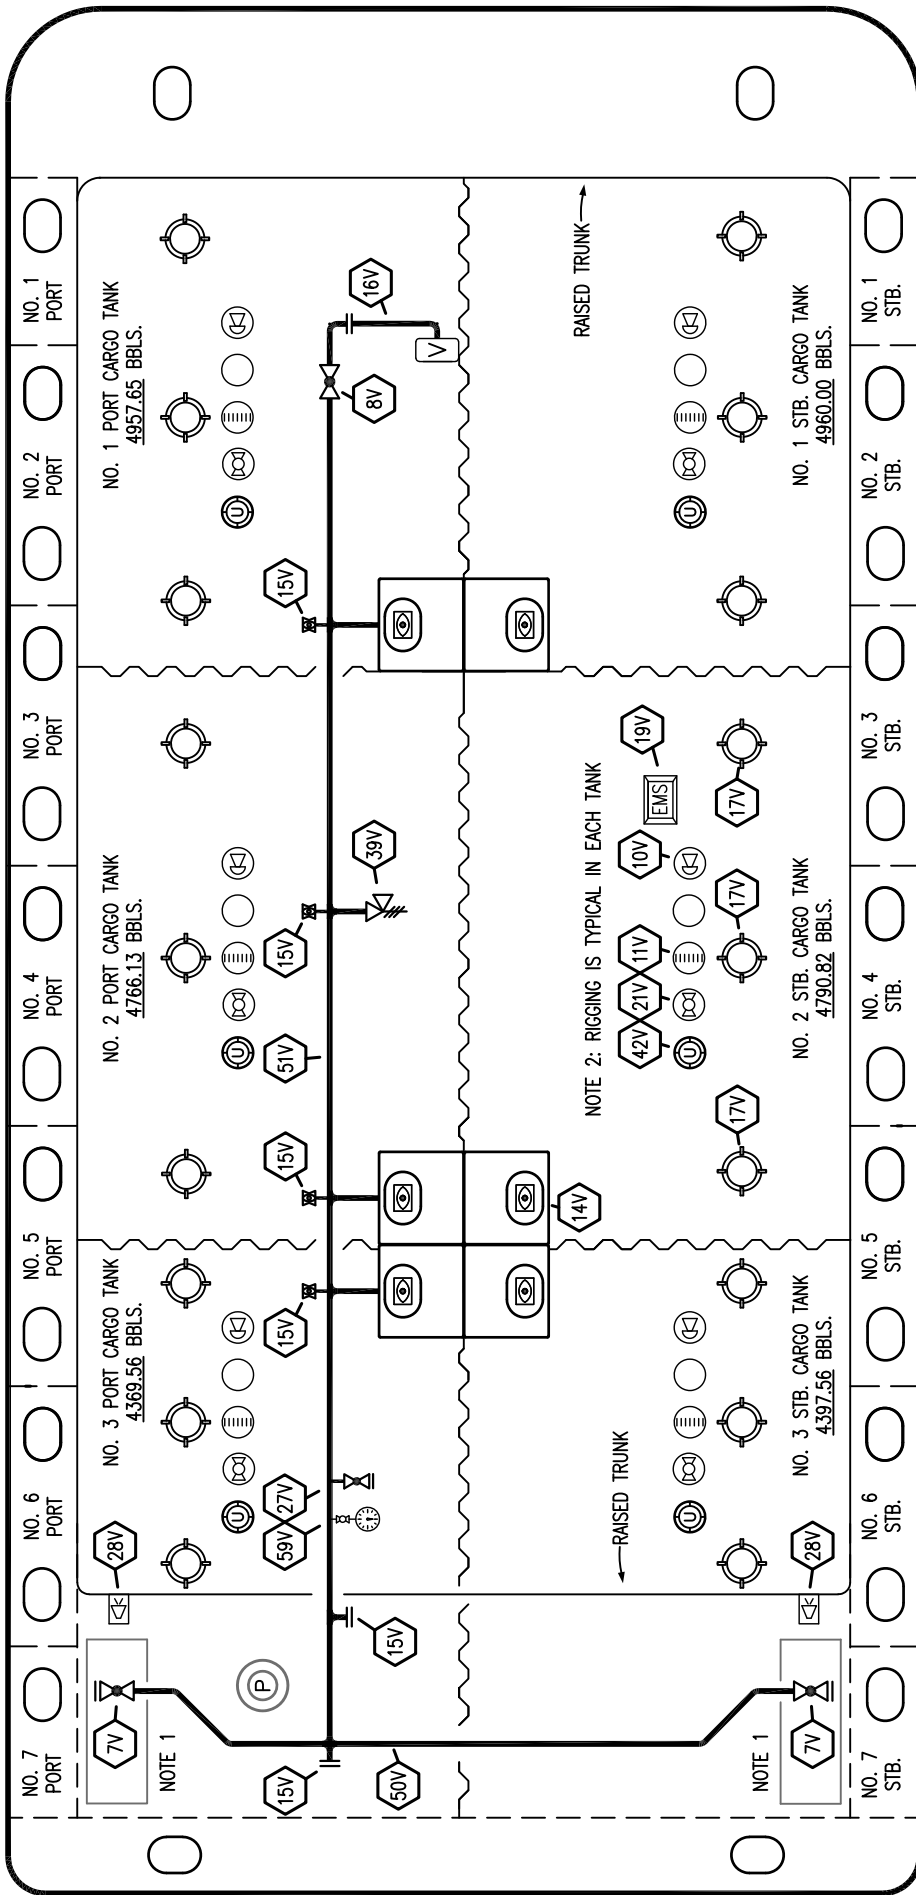 NO. 7
PORT
NO. 6
PORT
NO. 5
PORT
NO. 4
PORT
NO. 3
PORT
NO. 2
PORT
NO. 1
PORT
7V
28V
NOTE 1
NO. 3 PORT CARGO TANK
4369.56 BBLS.
NO. 2 PORT CARGO TANK
4766.13 BBLS.
NO. 1 PORT CARGO TANK
4957.65 BBLS.
P
U
U
U
15V
59V
27V
15V
15V
51V
15V
15V
50V
15V
39V
8V
16V
V
14V
RAISED TRUNK
NOTE 2: RIGGING IS TYPICAL IN EACH TANK
RAISED TRUNK
42V
21V
11V
10V
19V
EMS
U
U
U
17V
17V
17V
NOTE 1
7V
28V
NO. 3 STB. CARGO TANK
4397.56 BBLS.
NO. 2 STB. CARGO TANK
4790.82 BBLS.
NO. 1 STB. CARGO TANK
4960.00 BBLS.
NO. 7
STB.
NO. 6
STB.
NO. 5
STB.
NO. 4
STB.
NO. 3
STB.
NO. 2
STB.
NO. 1
STB.